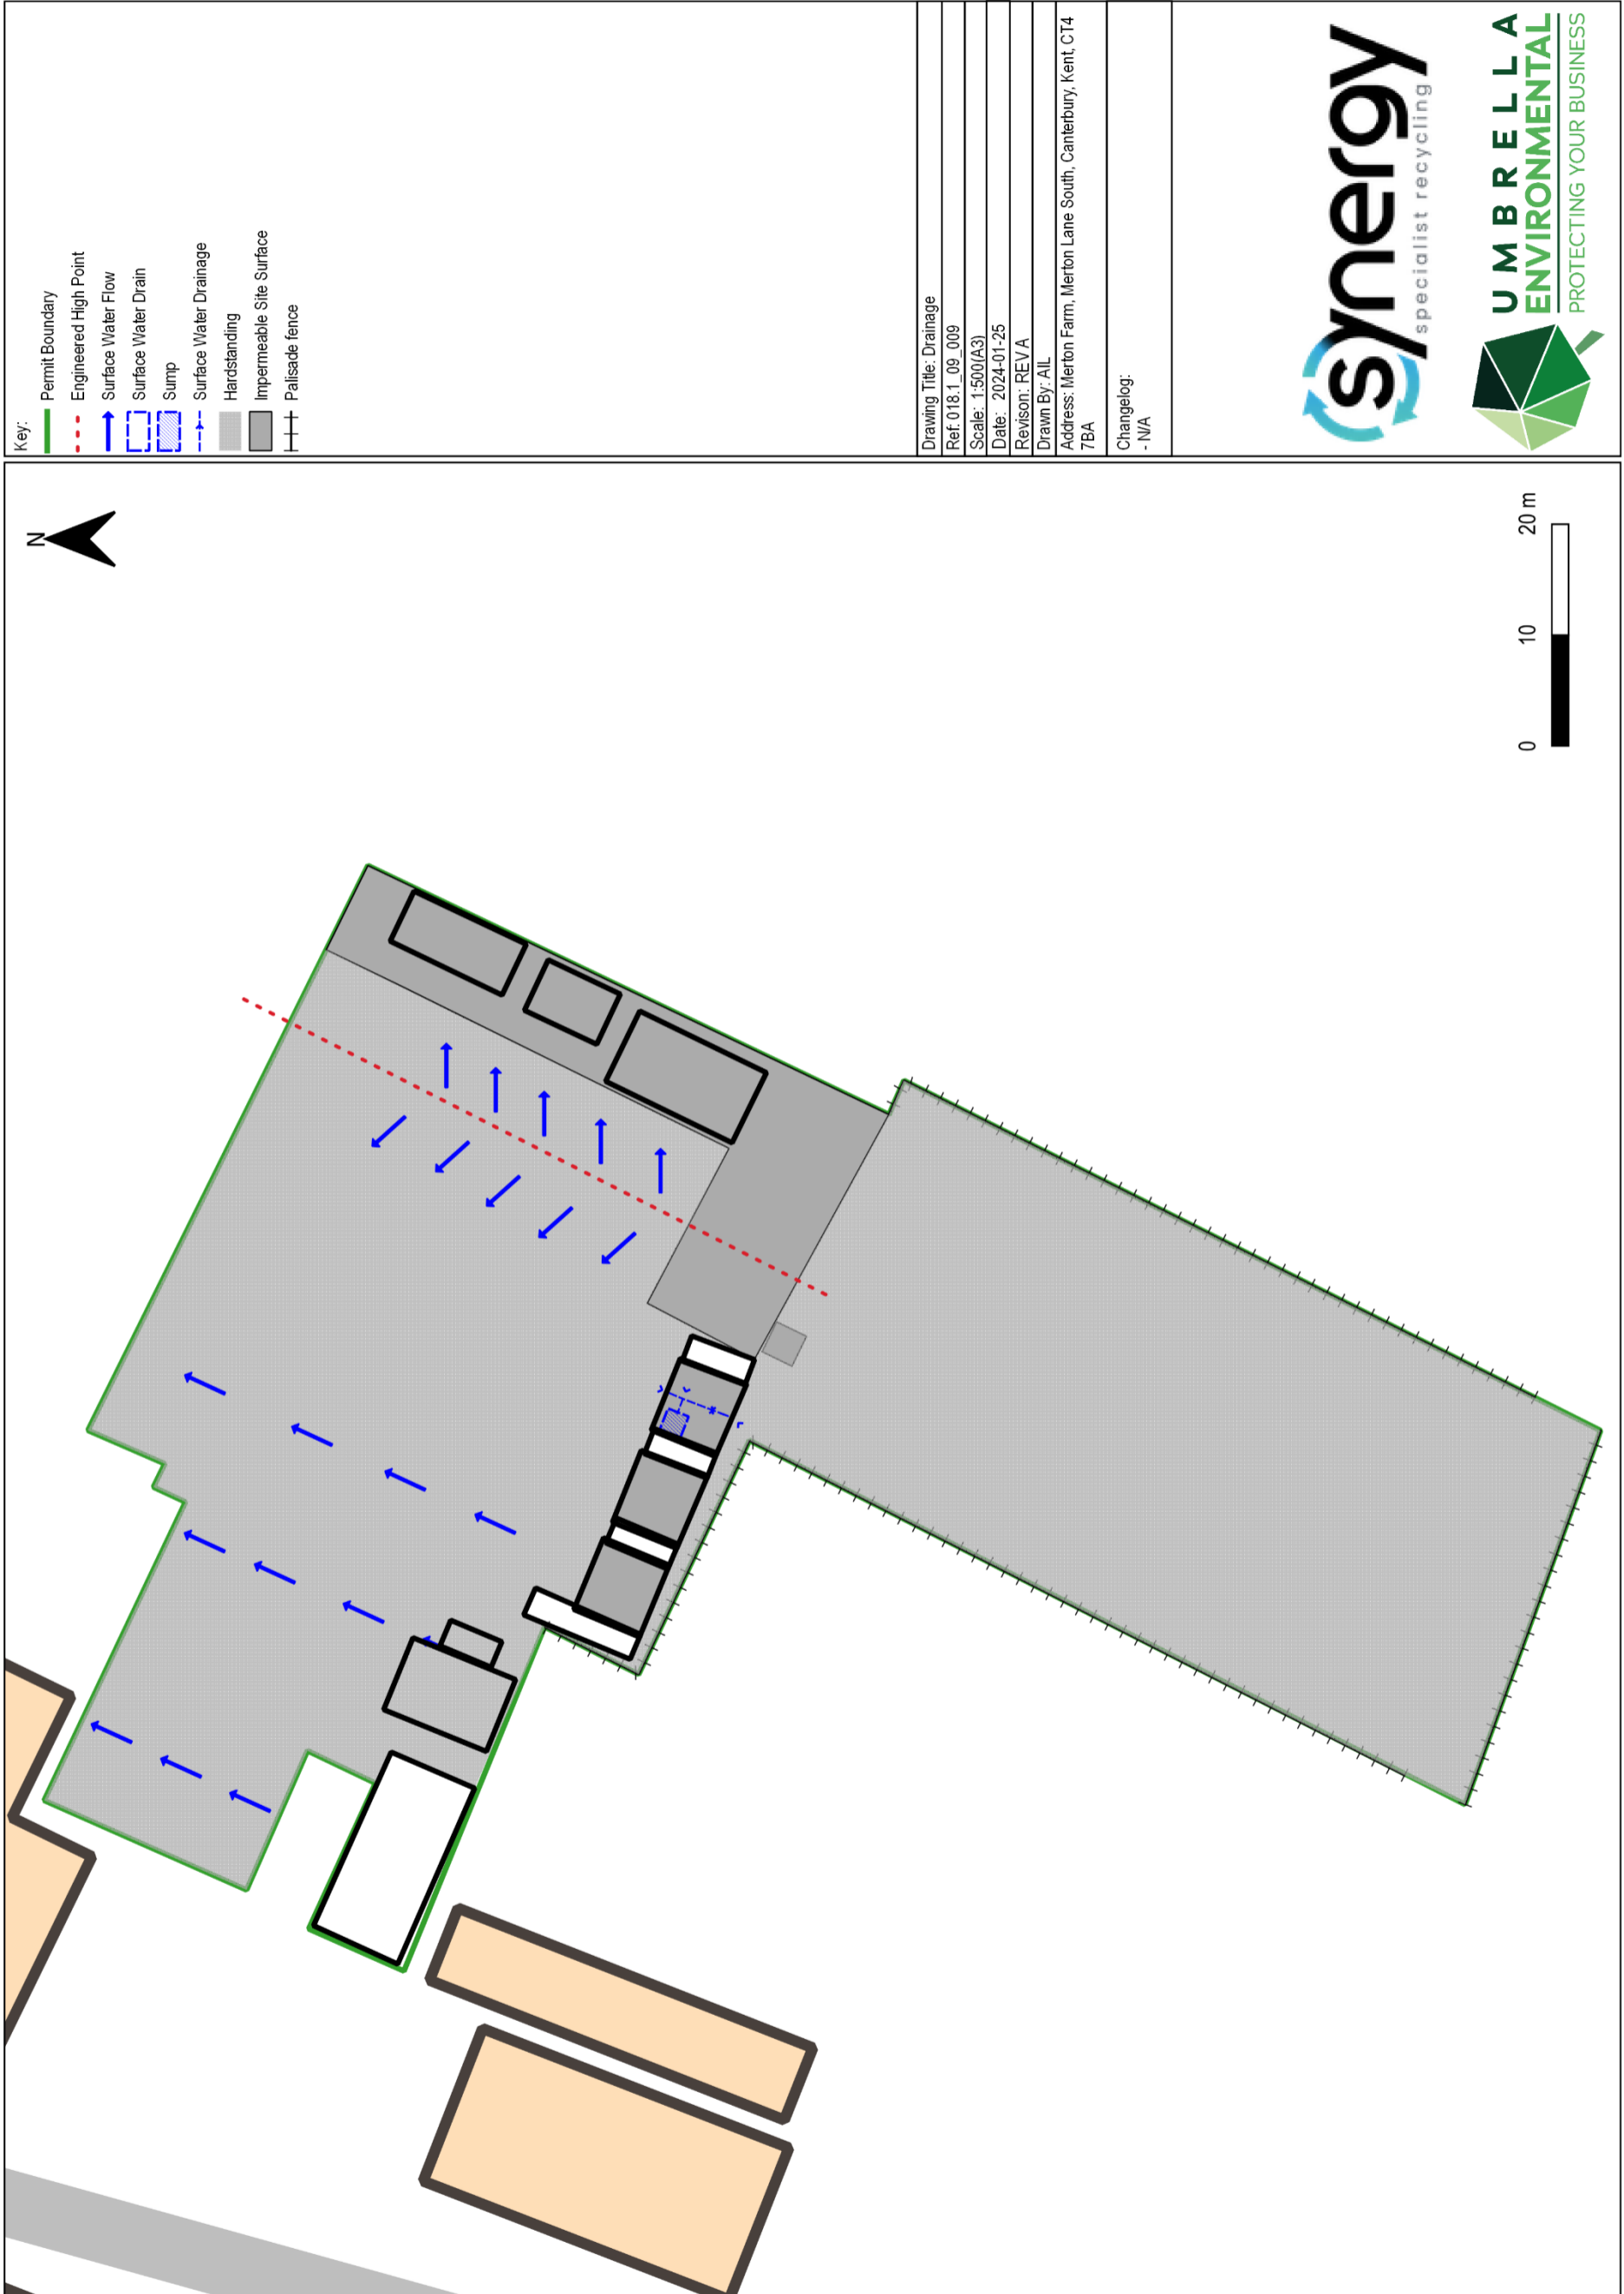 Key:
Permit Boundary
Engineered High Point
Surface Water Flow
Surface Water Drain
Sump
Surface Water Drainage
Hardstanding
Impermeable Site Surface
Palisade fence
Drawing Title: Drainage
Ref: 018.1_09_009
Scale: 1:500(A3)
Date: 2024-01-25
Revison: REV A
Drawn By: AIL
Address: Merton Farm, Merton Lane South, Canterbury, Kent, CT4
7BA
Changelog:
- N/A
synergy
specialist recycling
UMBRELLA
ENVIRONMENTAL
PROTECTING YOUR BUSINESS
N
0 10 20 m